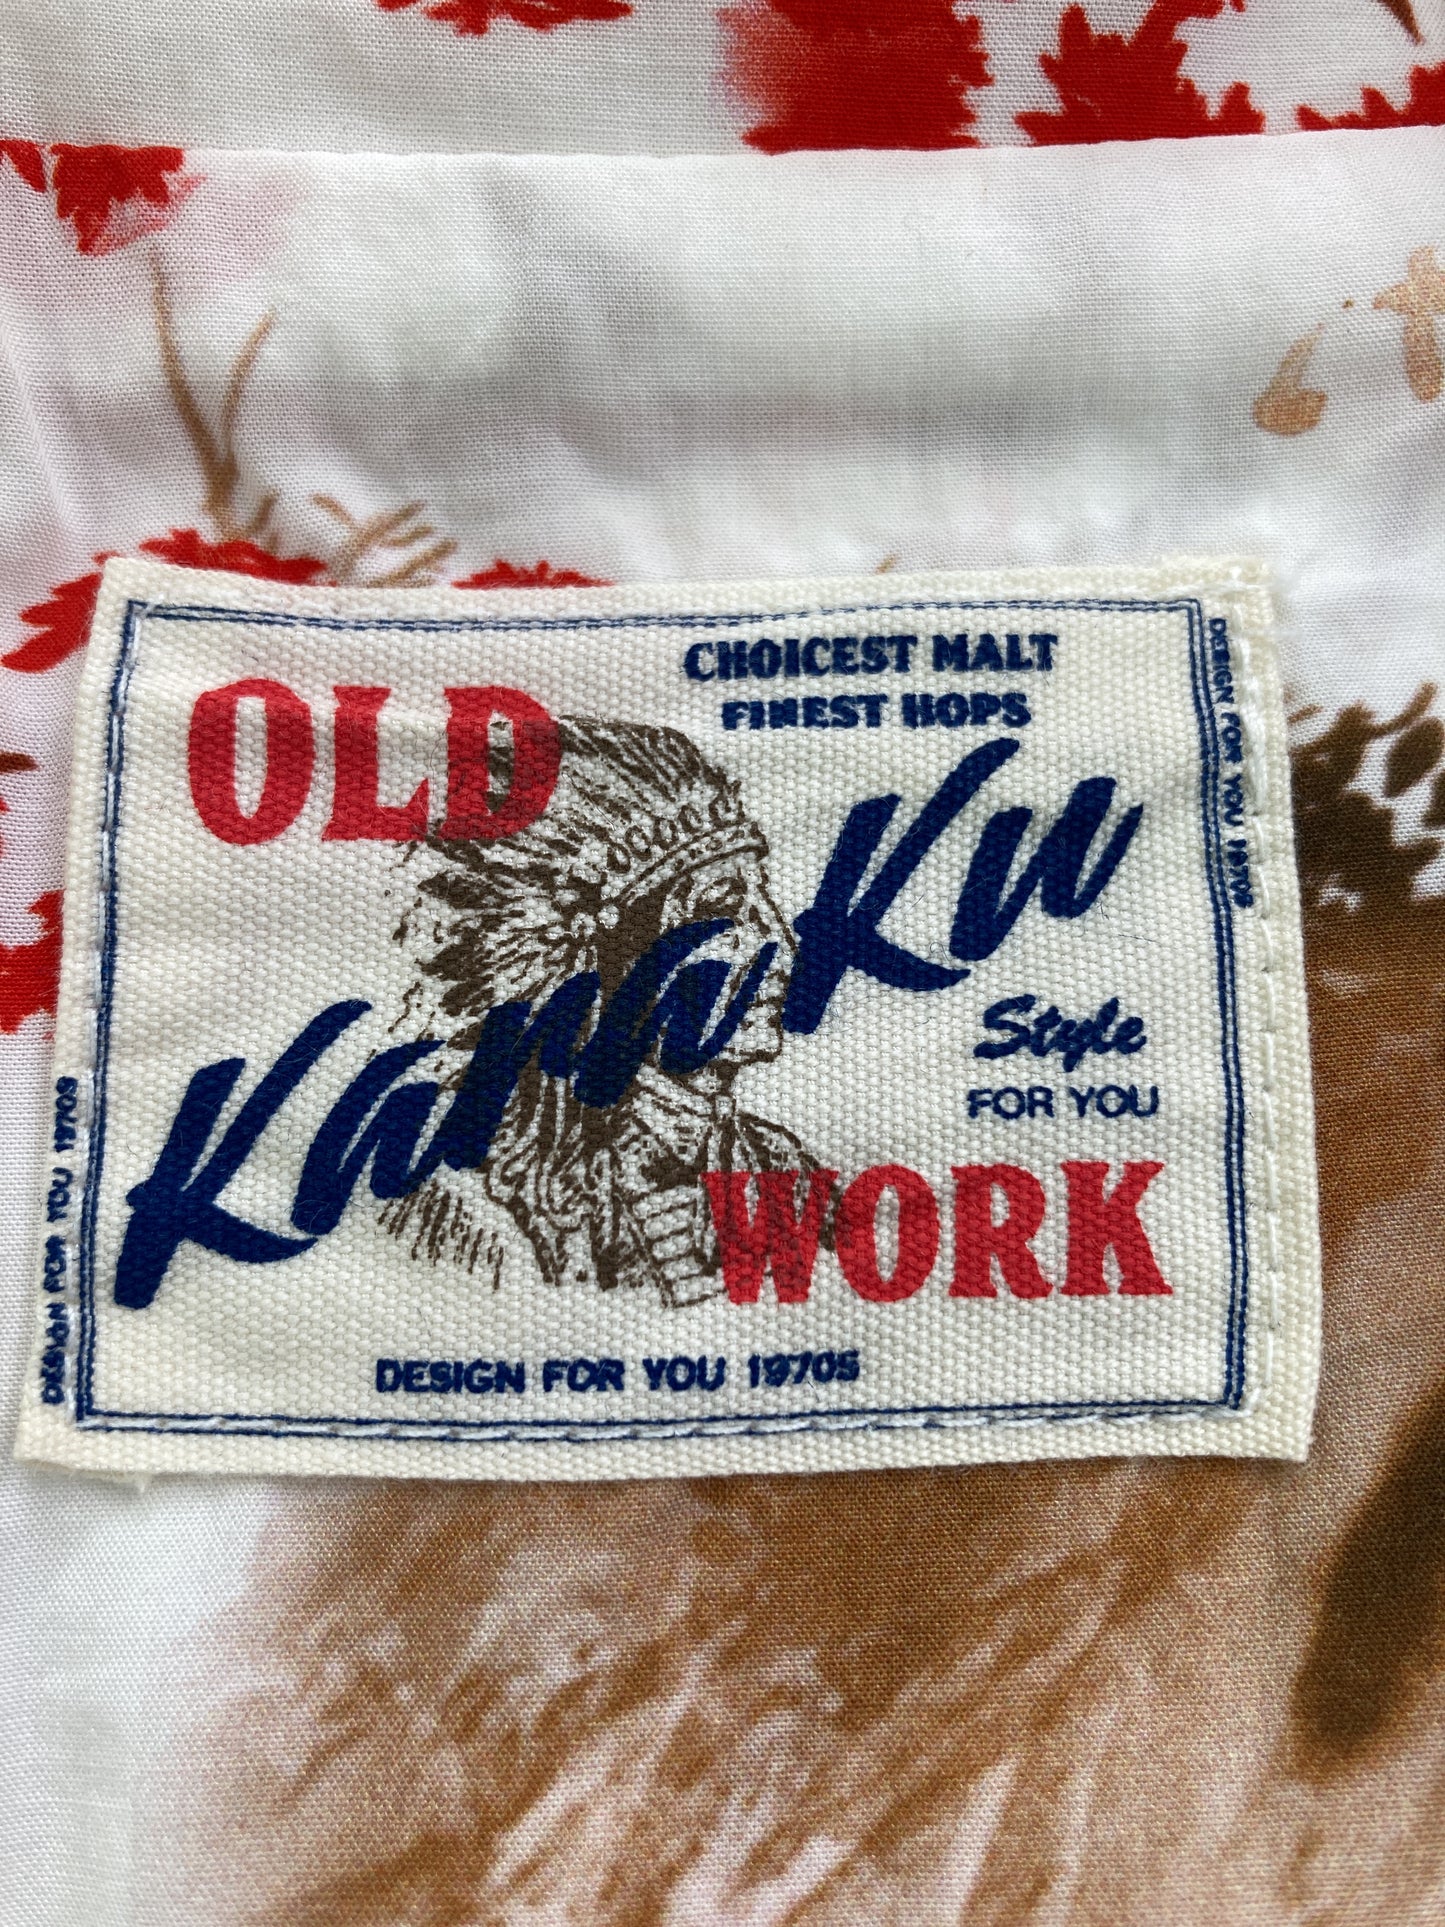 CHOICEST MALT
FINEST HOPS
OLD
KanaKu
Style
FOR YOU
WORK
DESIGN FOR YOU 1970S
DESIGN FOR YOU 1970S
DESIGN FOR YOU 1970S